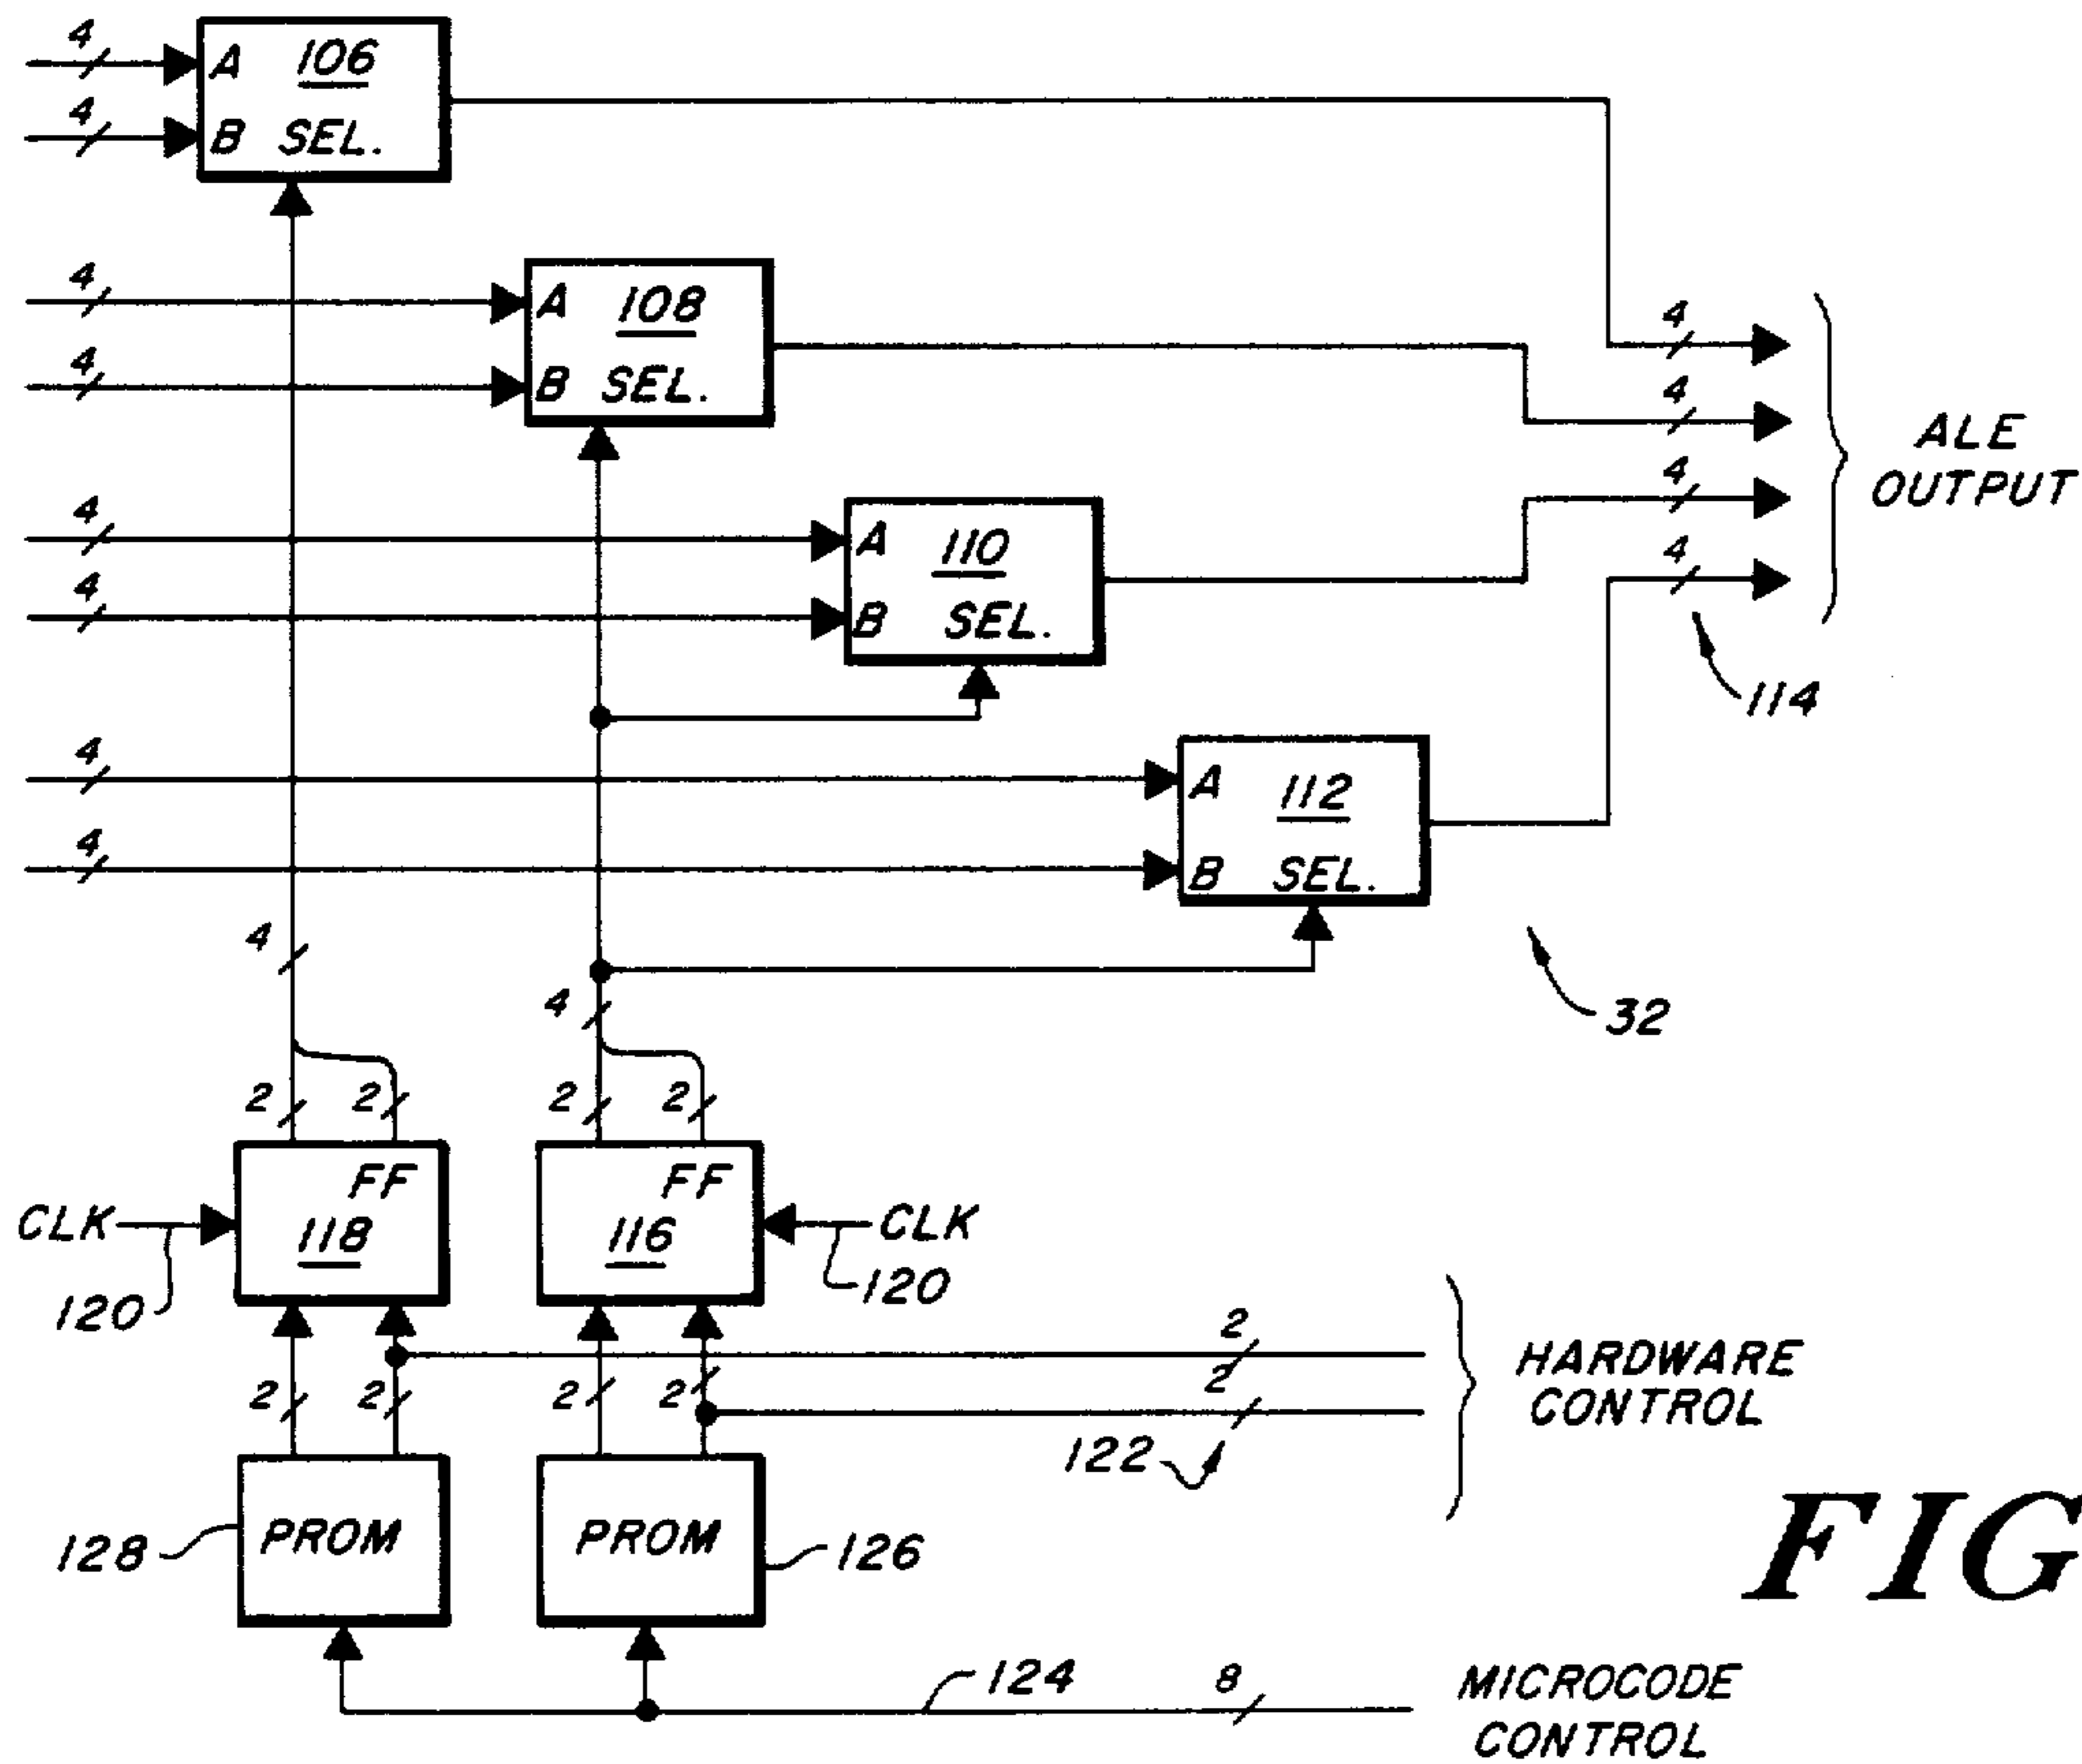 4
A 106
4
B SEL.
4
A 108
4
B SEL.
4
4
ALE
OUTPUT
4
4
4
A 110
4
B SEL.
114
4
A 112
4
B SEL.
4
4
32
2 2 2 2
FF FF
CLK 118 116 CLK
120 120
2
2
2 2 2 2
HARDWARE
CONTROL
122
128 PROM PROM 126
FIG
124 8 MICROCODE
CONTROL